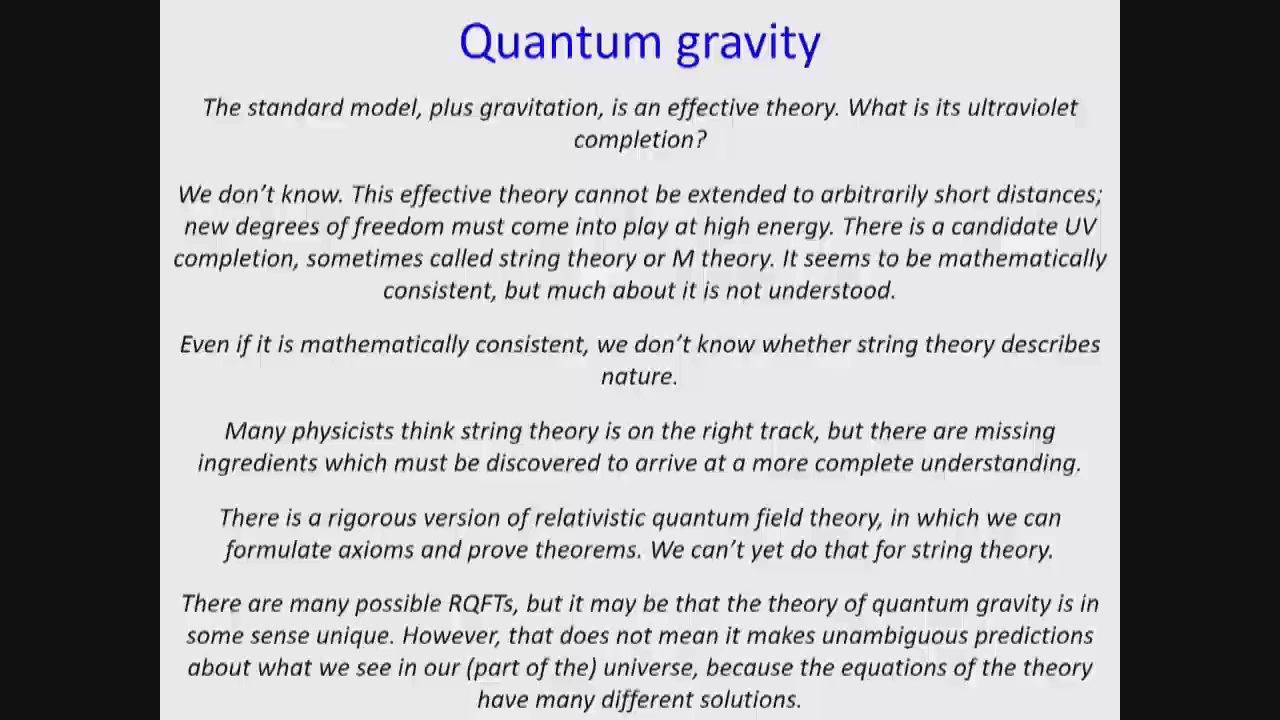 Quantum gravity
The standard model, plus gravitation, is an effective theory. What is its ultraviolet
completion?
We don’t know. This effective theory cannot be extended to arbitrarily short distances;
new degrees of freedom must come into play at high energy. There is a candidate UV
completion, sometimes called string theory or M theory. It seems to be mathematically
consistent, but much about it is not understood.
Even if it is mathematically consistent, we don’t know whether string theory describes
nature.
Many physicists think string theory is on the right track, but there are missing
ingredients which must be discovered to arrive at a more complete understanding.
There is a rigorous version of relativistic quantum field theory, in which we can
formulate axioms and prove theorems. We can’t yet do that for string theory.
There are many possible RQFTs, but it may be that the theory of quantum gravity is in
some sense unique. However, that does not mean it makes unambiguous predictions
about what we see in our (part of the) universe, because the equations of the theory
have many different solutions.